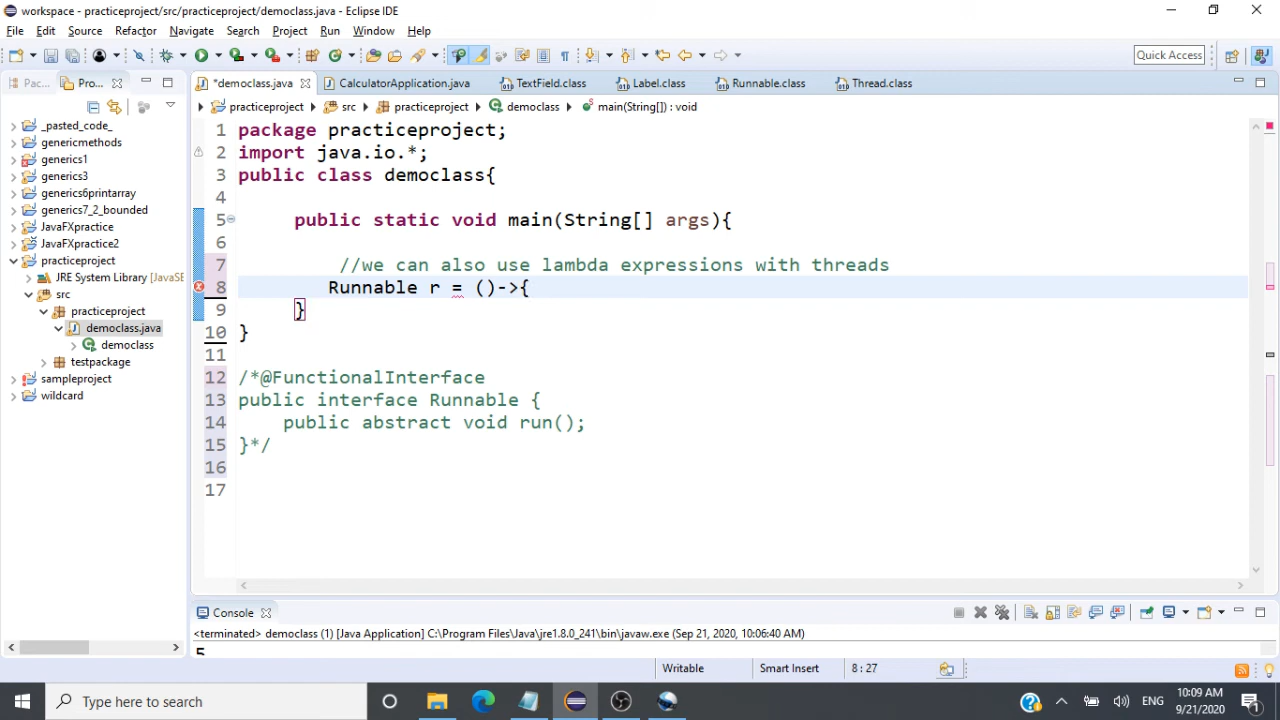 workspace - practiceproject/src/practiceproject/democlass.java - Eclipse IDE
File Edit Source Refactor Navigate Search Project Run Window Help
Quick Access
Pac... Pro...
*democlass.java CalculatorApplication.java TextField.class Label.class Runnable.class Thread.class
practiceproject src practiceproject democlass main(String[]) : void
_pasted_code_
genericmethods
generics1
generics3
generics6printarray
generics7_2_bounded
JavaFXpractice
JavaFXpractice2
practiceproject
JRE System Library [JavaSE
src
practiceproject
democlass.java
democlass
testpackage
sampleproject
wildcard
1 package practiceproject;
2 import java.io.*;
3 public class democlass{
4
5 public static void main(String[] args){
6
7 //we can also use lambda expressions with threads
8 Runnable r = ()->{
9 }
10 }
11
12 /*@FunctionalInterface
13 public interface Runnable {
14 public abstract void run();
15 }*/
16
17
Console
<terminated> democlass (1) [Java Application] C:\Program Files\Java\jre1.8.0_241\bin\javaw.exe (Sep 21, 2020, 10:06:40 AM)
5
Writable Smart Insert 8 : 27
Type here to search
ENG
10:09 AM
9/21/2020